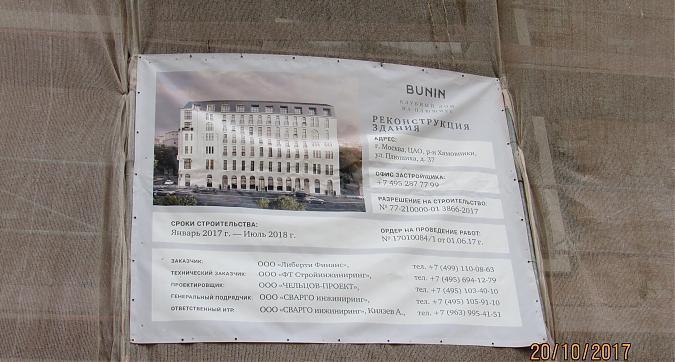 BUNIN
КЛУБНЫЙ ДОМ
НА ПЛЮЩИХЕ
РЕКОНСТРУКЦИЯ
ЗДАНИЯ
АДРЕС:
г. Москва, ЦАО, р-н Хамовники,
ул. Плющиха, д. 37
ОФИС ЗАСТРОЙЩИКА:
+7 495 287 77 99
РАЗРЕШЕНИЕ НА СТРОИТЕЛЬСТВО:
№ 77-210000-01 3866-2017
СРОКИ СТРОИТЕЛЬСТВА:
Январь 2017 г. — Июль 2018 г.
ОРДЕР НА ПРОВЕДЕНИЕ РАБОТ:
№ 17010084/1 от 01.06.17 г.
ЗАКАЗЧИК: ООО «Либерти Финанс», тел. +7 (499) 110-08-63
ТЕХНИЧЕСКИЙ ЗАКАЗЧИК: ООО «ФТ Стройинжиниринг», тел. +7 (495) 694-12-79
ПРОЕКТИРОВЩИК: ООО «ЧЕЛЬЦОВ-ПРОЕКТ», тел. +7 (495) 103-40-10
ГЕНЕРАЛЬНЫЙ ПОДРЯДЧИК: ООО «СВАРГО инжиниринг», тел. +7 (495) 105-91-10
ОТВЕТСТВЕННЫЙ ИТР: ООО «СВАРГО инжиниринг», Князев А., тел. +7 (963) 995-41-51
20/10/2017